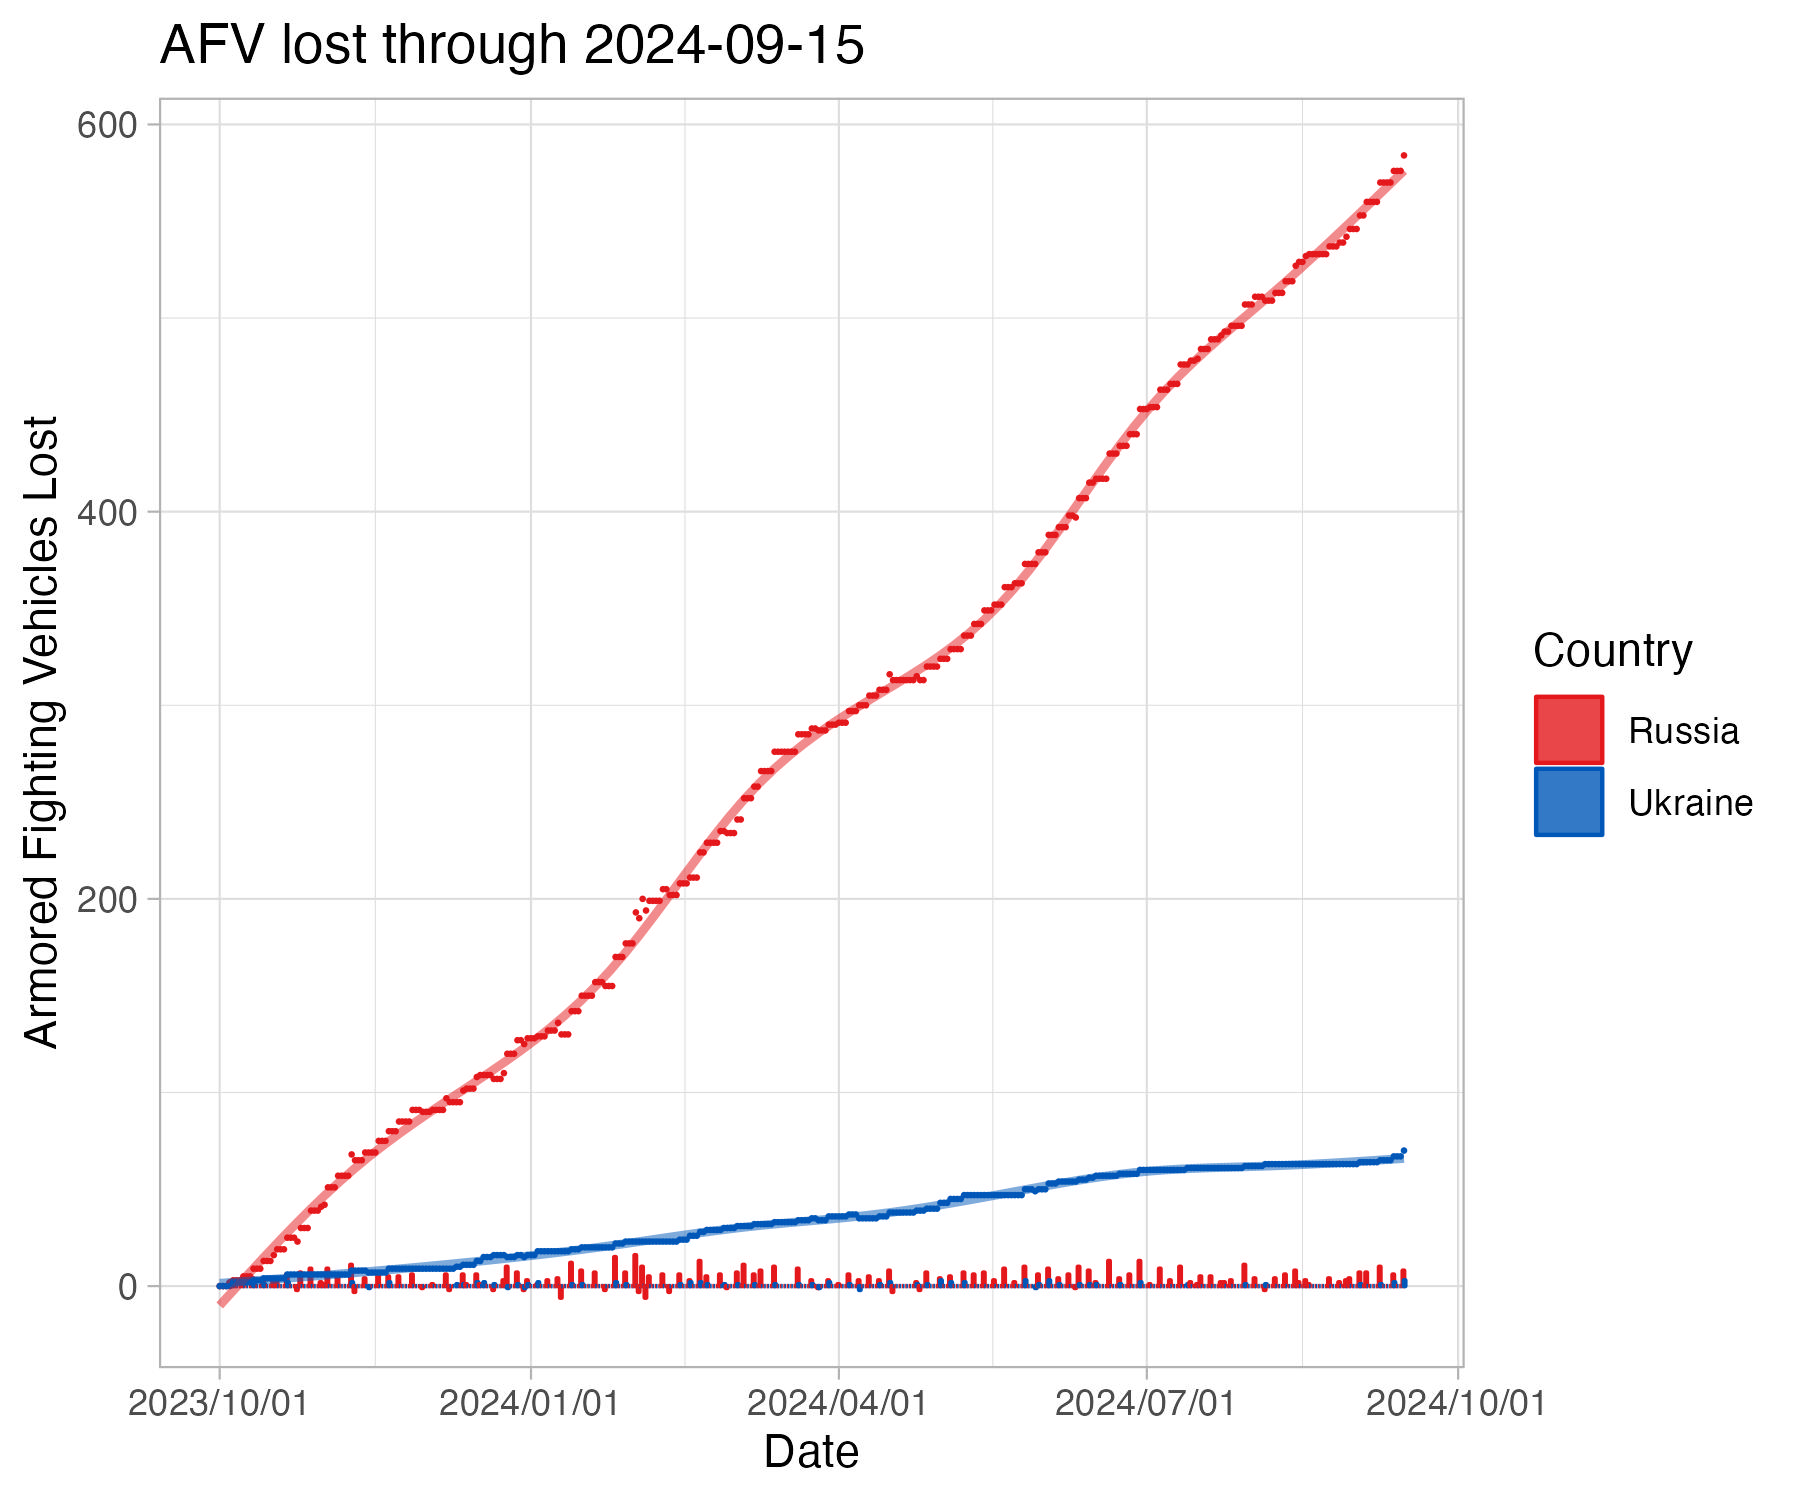 AFV lost through 2024-09-15
600
400
200
0
Armored Fighting Vehicles Lost
2023/10/01 2024/01/01 2024/04/01 2024/07/01 2024/10/01
Date
Country
Russia
Ukraine